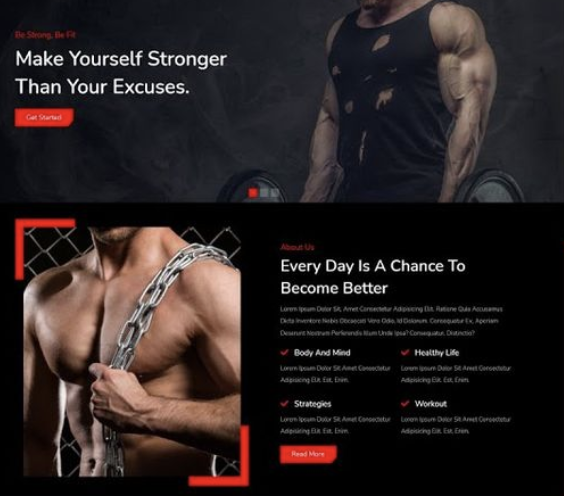 Be Strong, Be Fit
Make Yourself Stronger
Than Your Excuses.
Get Started
About Us
Every Day Is A Chance To
Become Better
Lorem Ipsum Dolor Sit, Amet Consectetur Adipisicing Elit. Ratione Quia Accusamus
Dicta Inventore Nobis Obcaecati Vero Odio, Id Dolorum. Consequatur Ex, Aperiam
Deserunt Nostrum Perferendis Illum Unde Ipsa? Consequatur, Distinctio?
Body And Mind
Lorem Ipsum Dolor Sit Amet Consectetur
Adipisicing Elit. Est, Enim.
Healthy Life
Lorem Ipsum Dolor Sit Amet Consectetur
Adipisicing Elit. Est, Enim.
Strategies
Lorem Ipsum Dolor Sit Amet Consectetur
Adipisicing Elit. Est, Enim.
Workout
Lorem Ipsum Dolor Sit Amet Consectetur
Adipisicing Elit. Est, Enim.
Read More